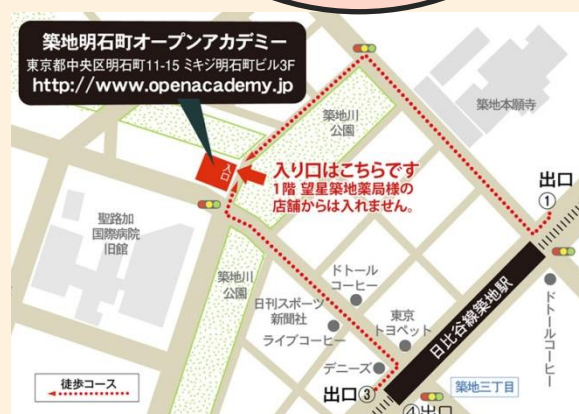 築地明石町オープンアカデミー
東京都中央区明石町11-15 ミキジ明石町ビル3F
http://www.openacademy.jp
築地本願寺
築地川
公園
入口
入り口はこちらです
1階 望星築地薬局様の
店舗からは入れません。
出口
①
聖路加
国際病院
旧館
築地川
公園
ドトール
コーヒー
日刊スポーツ
新聞社
ライブコーヒー
東京
トヨペット
日比谷線築地駅
ドトールコーヒー
デニーズ
出口③
築地三丁目
④出口
徒歩コース